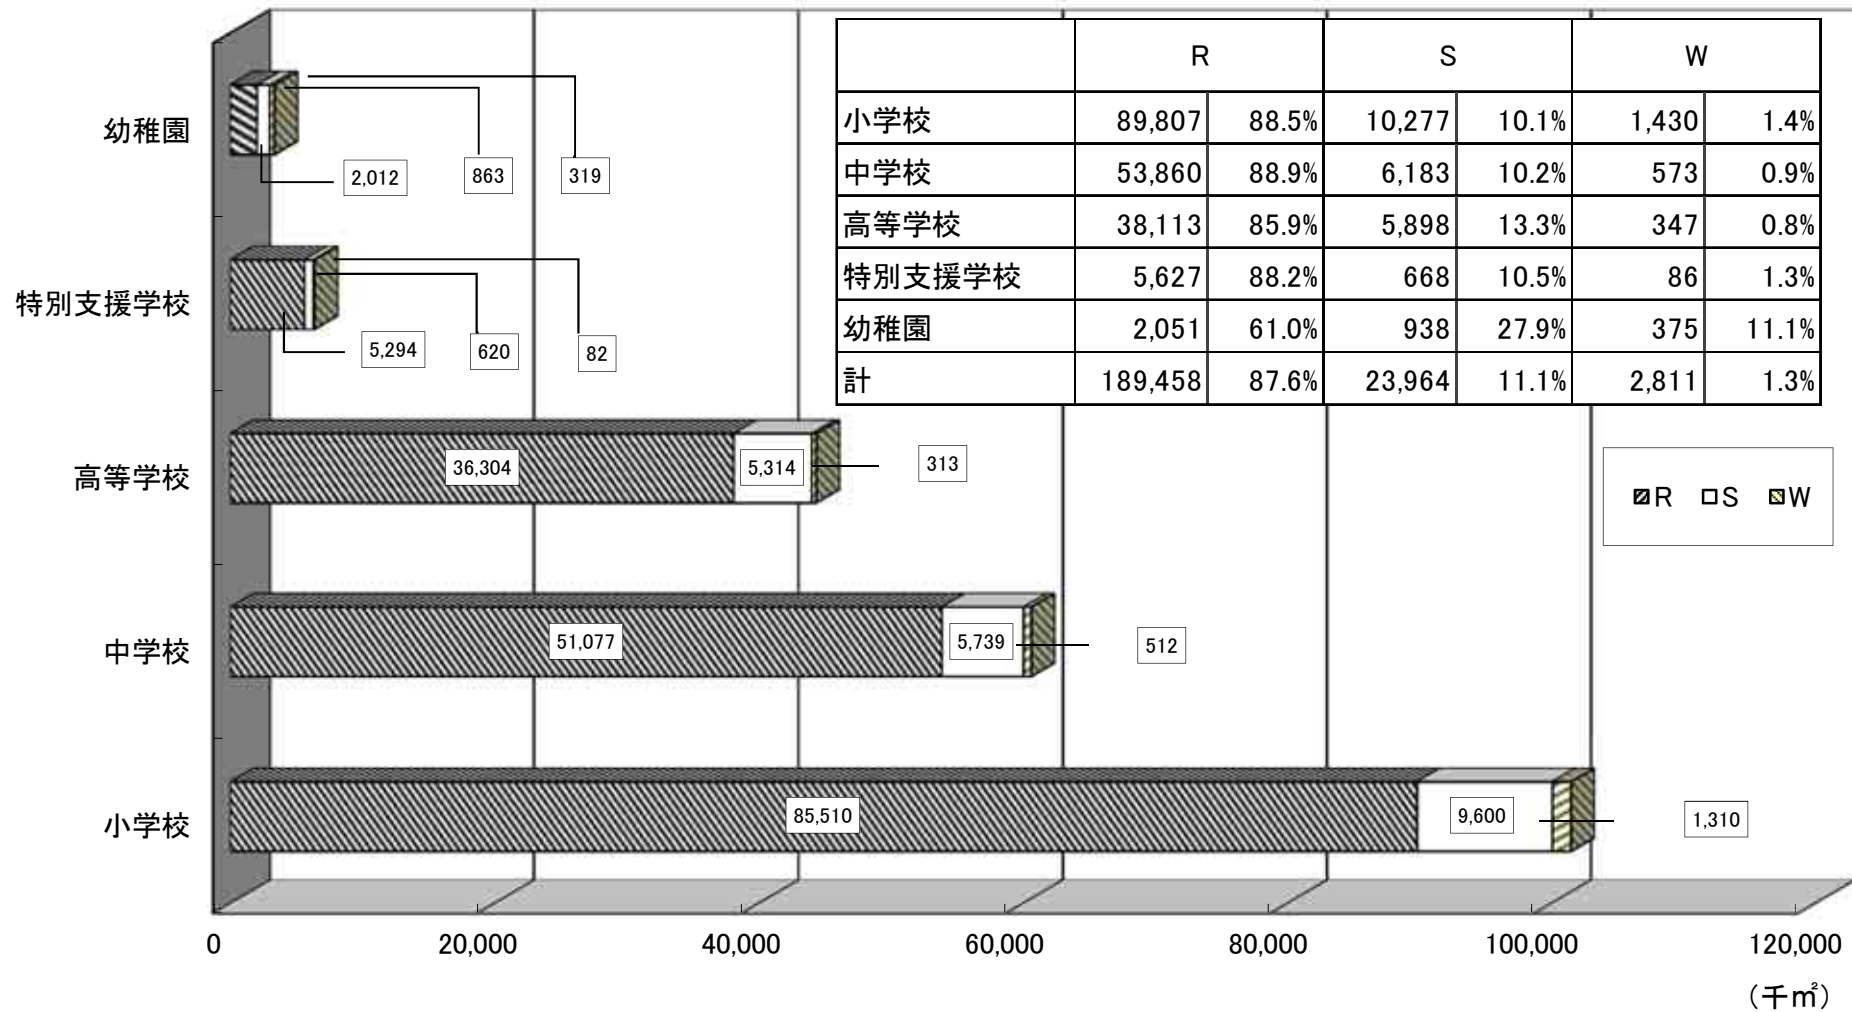 R S W
小学校 89,807 88.5% 10,277 10.1% 1,430 1.4%
中学校 53,860 88.9% 6,183 10.2% 573 0.9%
高等学校 38,113 85.9% 5,898 13.3% 347 0.8%
特別支援学校 5,627 88.2% 668 10.5% 86 1.3%
幼稚園 2,051 61.0% 938 27.9% 375 11.1%
計 189,458 87.6% 23,964 11.1% 2,811 1.3%
幼稚園
2,012 863 319
特別支援学校
5,294 620 82
高等学校
36,304 5,314 313
R S W
中学校
51,077 5,739 512
小学校
85,510 9,600 1,310
0 20,000 40,000 60,000 80,000 100,000 120,000
(千㎡)